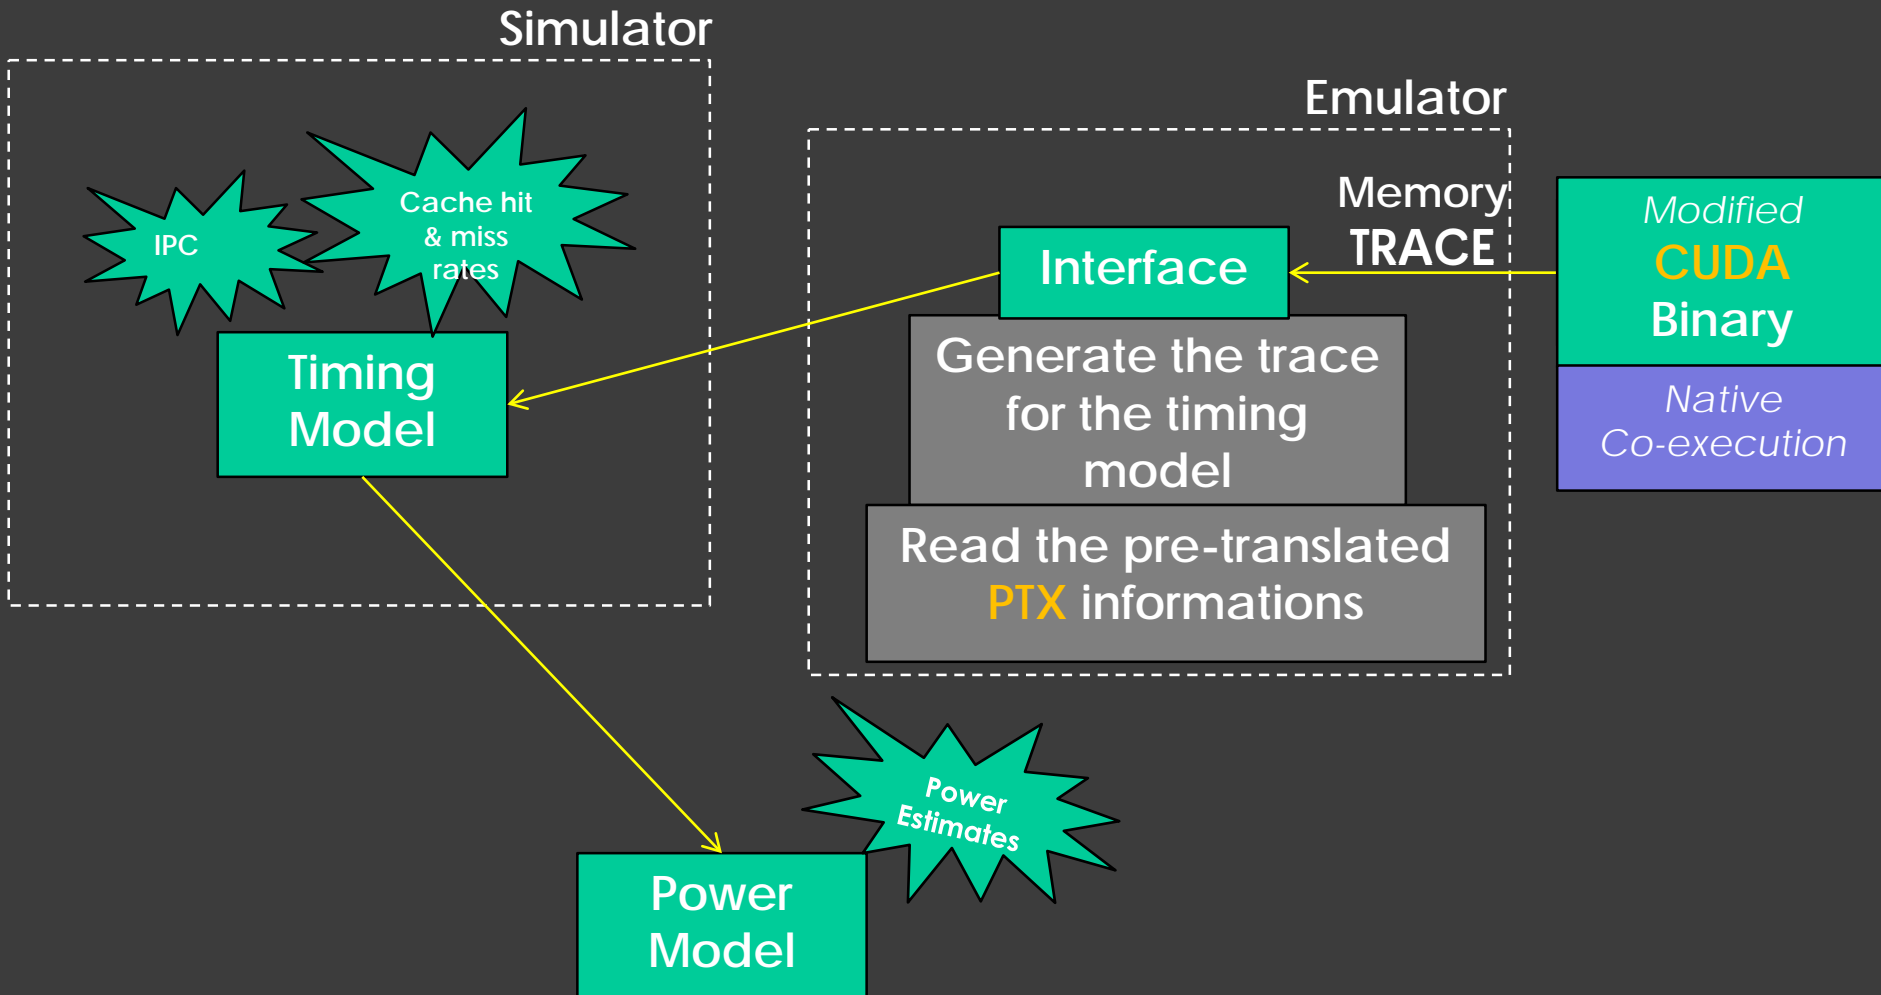 Simulator
IPC
Cache hit
& miss
rates
Timing
Model
Emulator
Memory
TRACE
Interface
Generate the trace
for the timing
model
Read the pre-translated
PTX informations
Modified
CUDA
Binary
Native
Co-execution
Power
Estimates
Power
Model